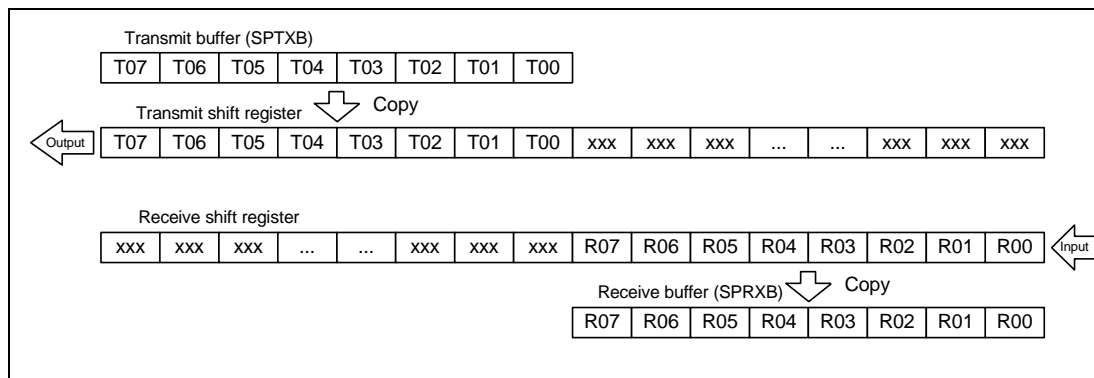 Transmit buffer (SPTXB)
T07 T06 T05 T04 T03 T02 T01 T00
Copy
Transmit shift register
Output T07 T06 T05 T04 T03 T02 T01 T00 xxx xxx xxx ... ... xxx xxx xxx
Receive shift register
xxx xxx xxx ... ... xxx xxx xxx R07 R06 R05 R04 R03 R02 R01 R00 Input
Copy
Receive buffer (SPRXB)
R07 R06 R05 R04 R03 R02 R01 R00